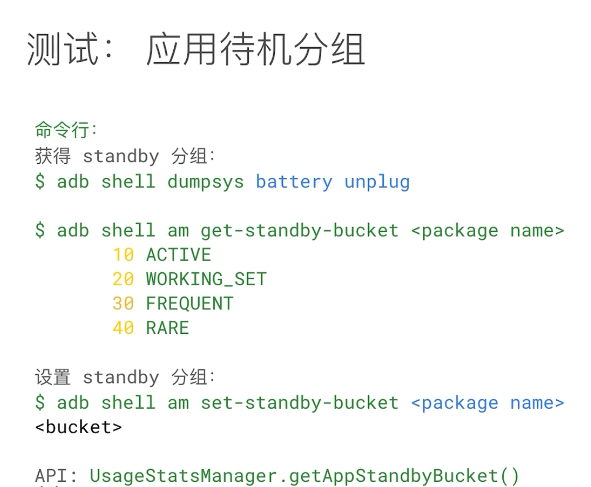 测试： 应用待机分组
命令行：
获得 standby 分组：
$ adb shell dumpsys battery unplug
$ adb shell am get-standby-bucket <package name>
10 ACTIVE
20 WORKING_SET
30 FREQUENT
40 RARE
设置 standby 分组：
$ adb shell am set-standby-bucket <package name>
<bucket>
API: UsageStatsManager.getAppStandbyBucket()